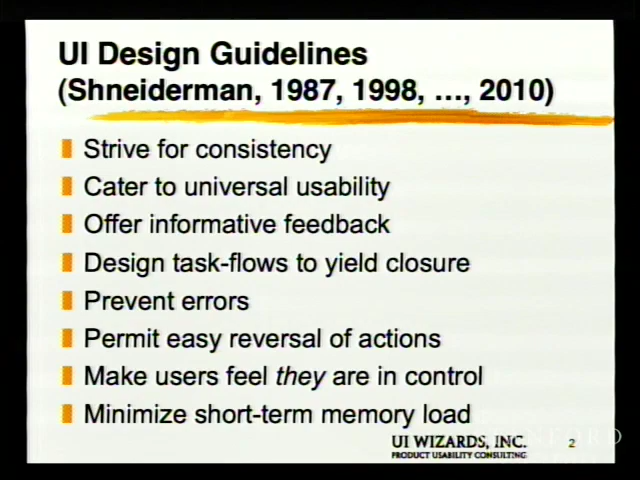 UI Design Guidelines
(Shneiderman, 1987, 1998, …, 2010)
Strive for consistency
Cater to universal usability
Offer informative feedback
Design task-flows to yield closure
Prevent errors
Permit easy reversal of actions
Make users feel they are in control
Minimize short-term memory load
UI WIZARDS, INC.
PRODUCT USABILITY CONSULTING
2